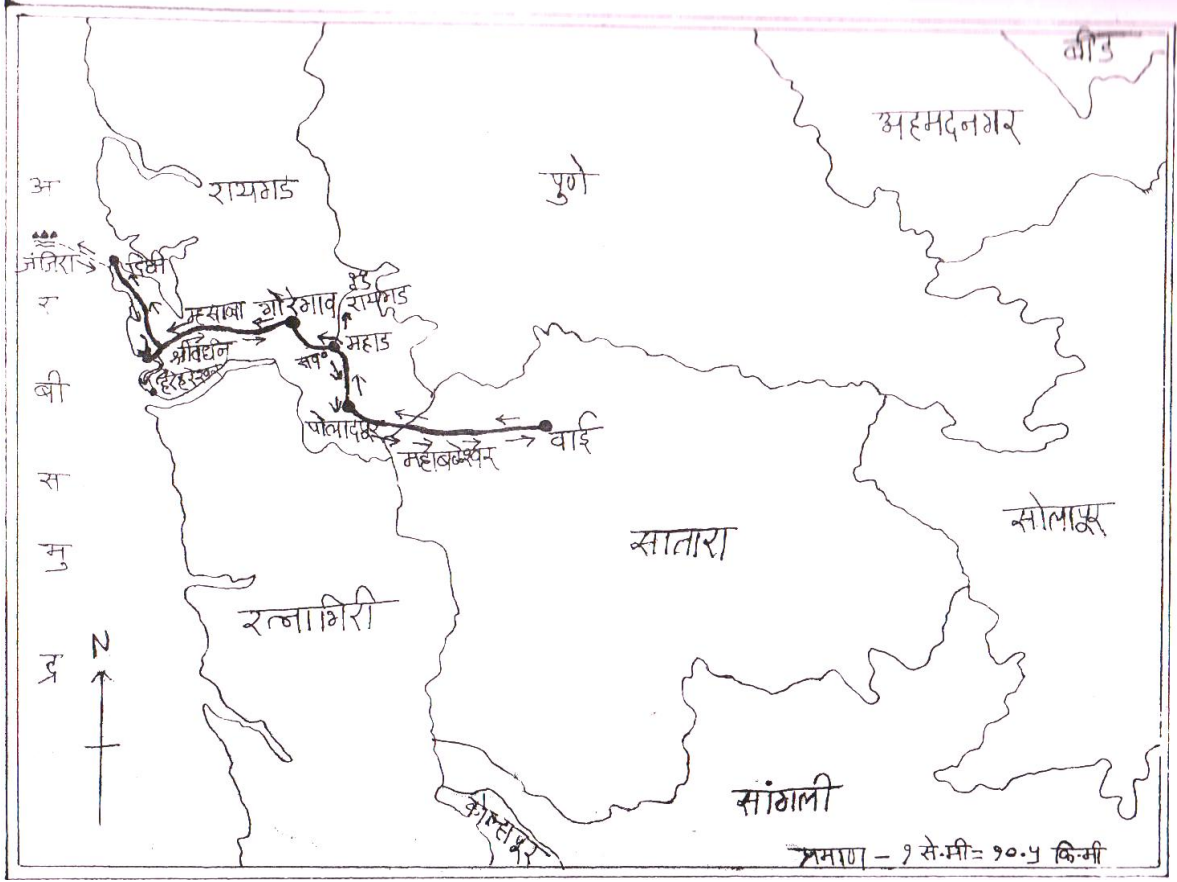 बीड
अहमदनगर
पुणे
रायगड
अ
र
बी
स
मु
द्र
जंजिरा
दिघी
म्हसाळा
गोरेगाव
रायगड
महाड
श्रीवर्धन
हरिहरेश्वर
पोलादपूर
महाबळेश्वर
वाई
सातारा
सोलापूर
रत्नागिरी
N
सांगली
कोल्हापूर
प्रमाण - १ से.मी = १०.५ कि.मी